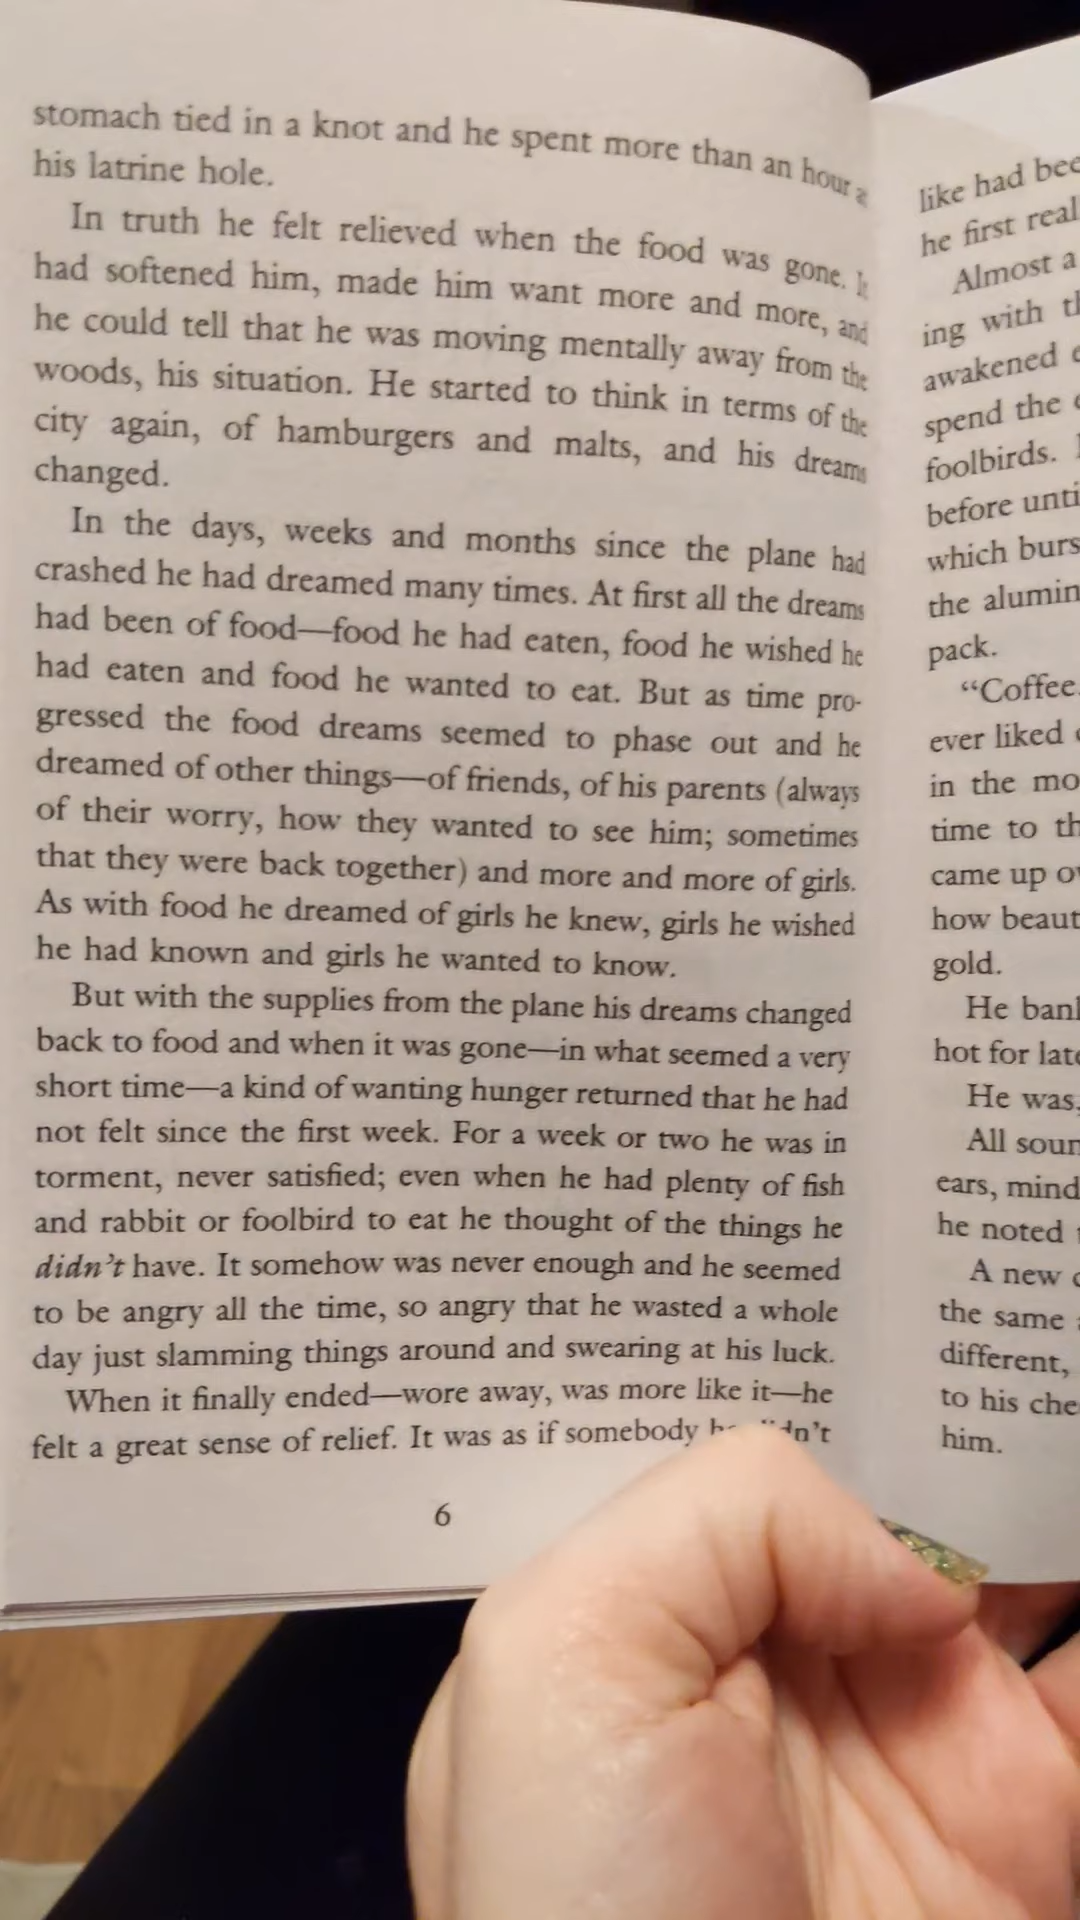 stomach tied in a knot and he spent more than an hour
his latrine hole.
In truth he felt relieved when the food was gone. It
had softened him, made him want more and more, and
he could tell that he was moving mentally away from the
woods, his situation. He started to think in terms of the
city again, of hamburgers and malts, and his dreams
changed.
In the days, weeks and months since the plane had
crashed he had dreamed many times. At first all the dreams
had been of food—food he had eaten, food he wished he
had eaten and food he wanted to eat. But as time pro-
gressed the food dreams seemed to phase out and he
dreamed of other things—of friends, of his parents (always
of their worry, how they wanted to see him; sometimes
that they were back together) and more and more of girls.
As with food he dreamed of girls he knew, girls he wished
he had known and girls he wanted to know.
But with the supplies from the plane his dreams changed
back to food and when it was gone—in what seemed a very
short time—a kind of wanting hunger returned that he had
not felt since the first week. For a week or two he was in
torment, never satisfied; even when he had plenty of fish
and rabbit or foolbird to eat he thought of the things he
didn't have. It somehow was never enough and he seemed
to be angry all the time, so angry that he wasted a whole
day just slamming things around and swearing at his luck.
When it finally ended—wore away, was more like it—he
felt a great sense of relief. It was as if somebody
6
like had
he first
Almost a
ing with
awakened
spend the
foolbirds.
before
which
the
pack.
"Coffee
ever liked
in the
time to
came up
how
gold.
He
hot for
He was,
All
ears, mind
he noted
A new
the same
different,
to his
him.